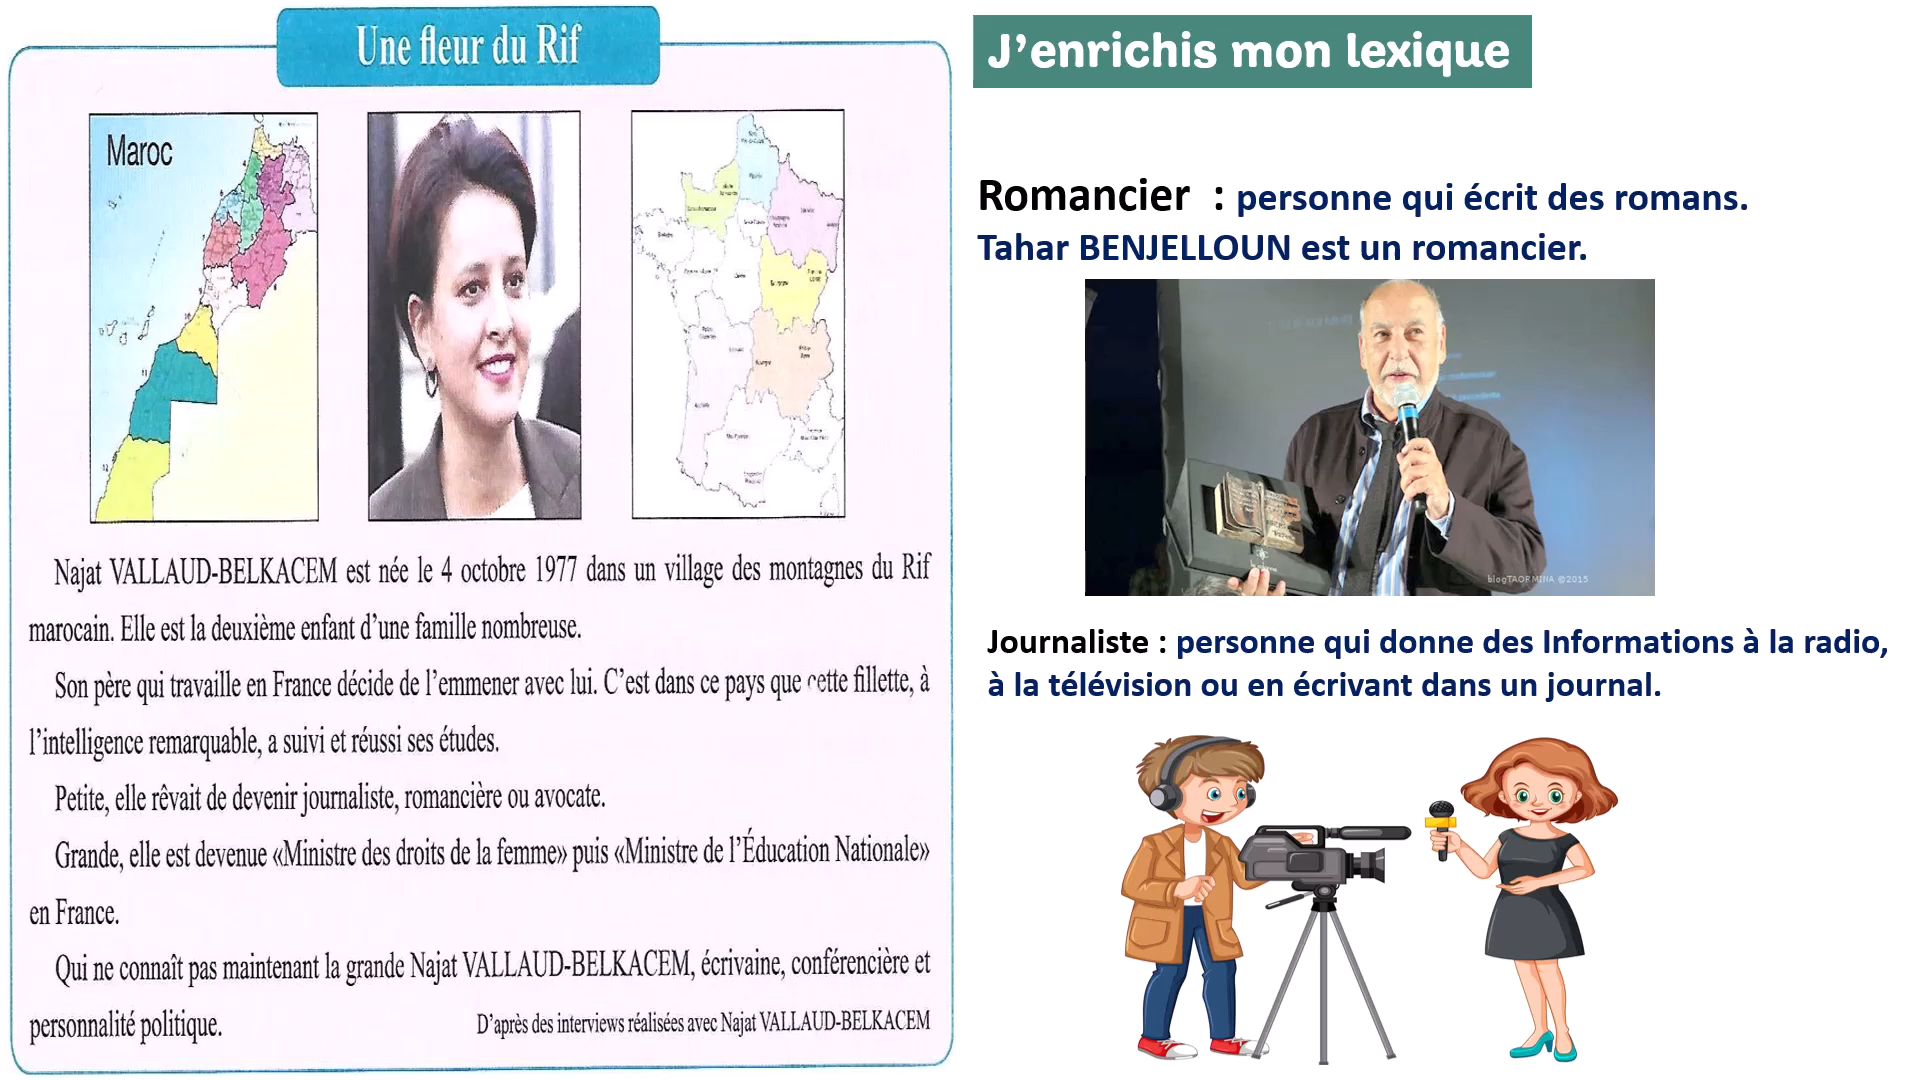 Une fleur du Rif
Maroc
Najat VALLAUD-BELKACEM est née le 4 octobre 1977 dans un village des montagnes du Rif
marocain. Elle est la deuxième enfant d’une famille nombreuse.
Son père qui travaille en France décide de l’emmener avec lui. C’est dans ce pays que cette fillette, à
l’intelligence remarquable, a suivi et réussi ses études.
Petite, elle rêvait de devenir journaliste, romancière ou avocate.
Grande, elle est devenue «Ministre des droits de la femme» puis «Ministre de l’Éducation Nationale»
en France.
Qui ne connaît pas maintenant la grande Najat VALLAUD-BELKACEM, écrivaine, conférencière et
personnalité politique.
D’après des interviews réalisées avec Najat VALLAUD-BELKACEM
J’enrichis mon lexique
Romancier : personne qui écrit des romans.
Tahar BENJELLOUN est un romancier.
blogTAORMINA ©2015
Journaliste : personne qui donne des Informations à la radio,
à la télévision ou en écrivant dans un journal.